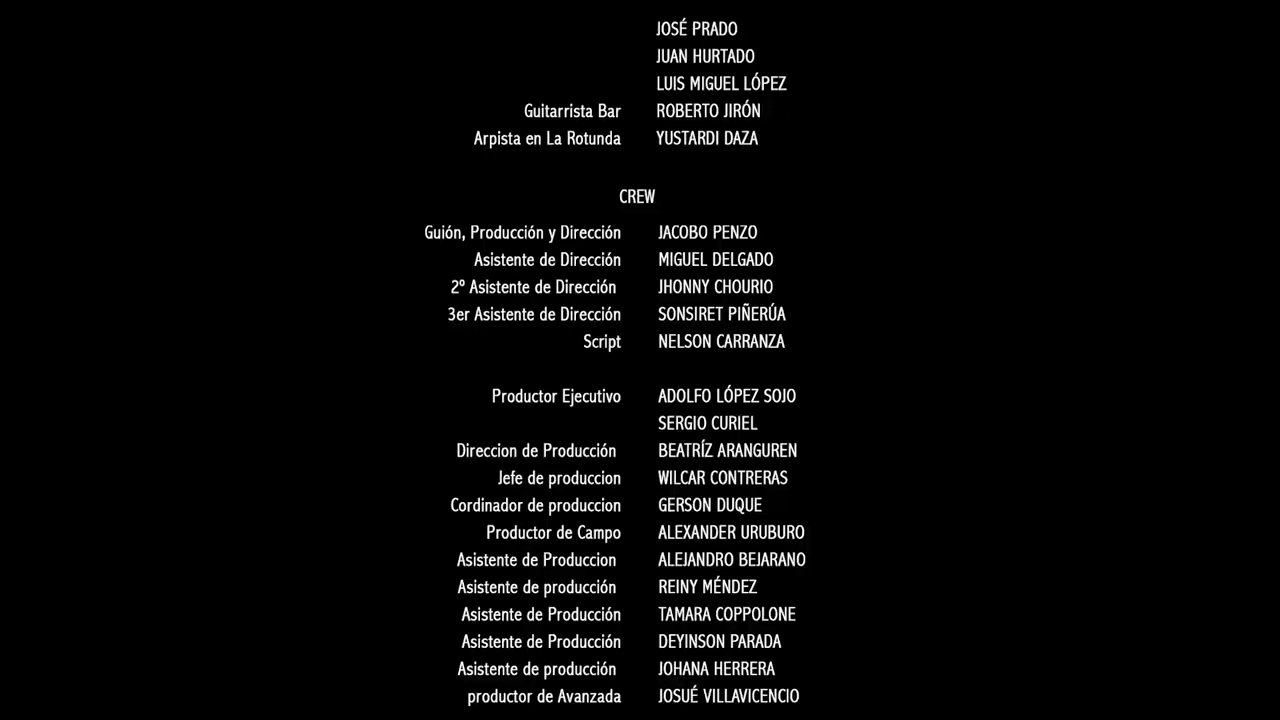 JOSÉ PRADO
JUAN HURTADO
LUIS MIGUEL LÓPEZ
Guitarrista Bar ROBERTO JIRÓN
Arpista en La Rotunda YUSTARDI DAZA
CREW
Guión, Producción y Dirección JACOBO PENZO
Asistente de Dirección MIGUEL DELGADO
2º Asistente de Dirección JHONNY CHOURIO
3er Asistente de Dirección SONSIRET PIÑERÚA
Script NELSON CARRANZA
Productor Ejecutivo ADOLFO LÓPEZ SOJO
SERGIO CURIEL
Direccion de Producción BEATRÍZ ARANGUREN
Jefe de produccion WILCAR CONTRERAS
Cordinador de produccion GERSON DUQUE
Productor de Campo ALEXANDER URUBURO
Asistente de Produccion ALEJANDRO BEJARANO
Asistente de producción REINY MÉNDEZ
Asistente de Producción TAMARA COPPOLONE
Asistente de Producción DEYINSON PARADA
Asistente de producción JOHANA HERRERA
productor de Avanzada JOSUÉ VILLAVICENCIO